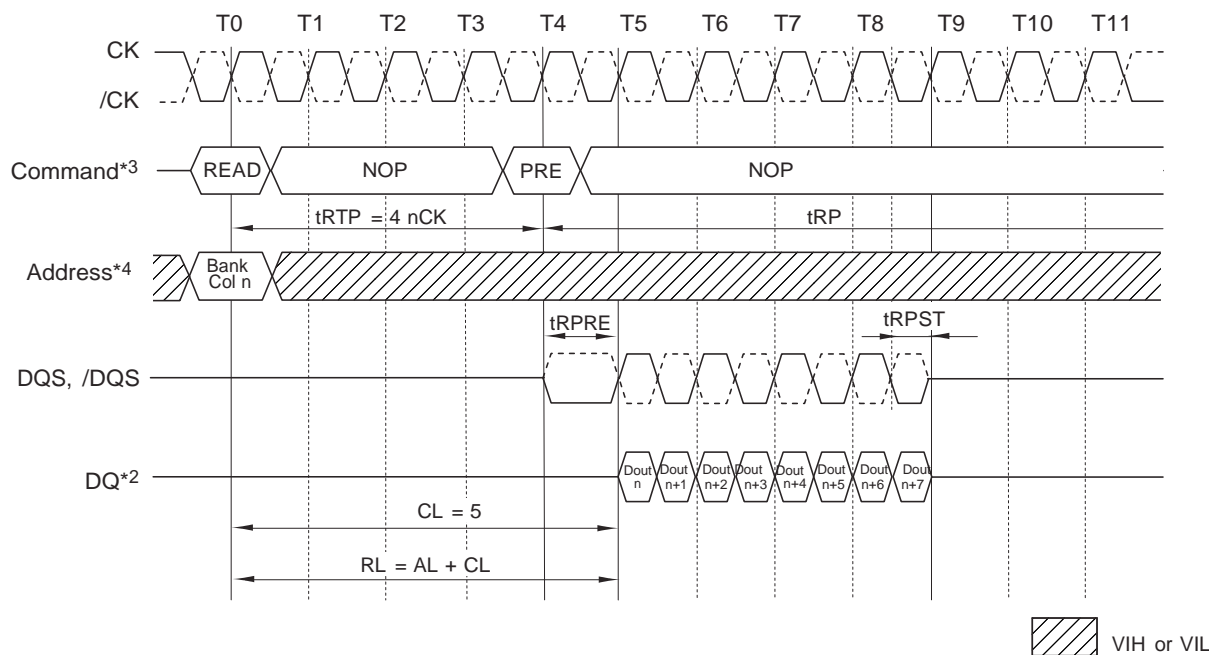 T0 T1 T2 T3 T4 T5 T6 T7 T8 T9 T10 T11
CK
/CK
Command*3 READ NOP PRE NOP
tRTP = 4 nCK tRP
Address*4 Bank Col n
tRPRE tRPST
DQS, /DQS
DQ*2 Dout n Dout n+1 Dout n+2 Dout n+3 Dout n+4 Dout n+5 Dout n+6 Dout n+7
CL = 5
RL = AL + CL
VIH or VIL